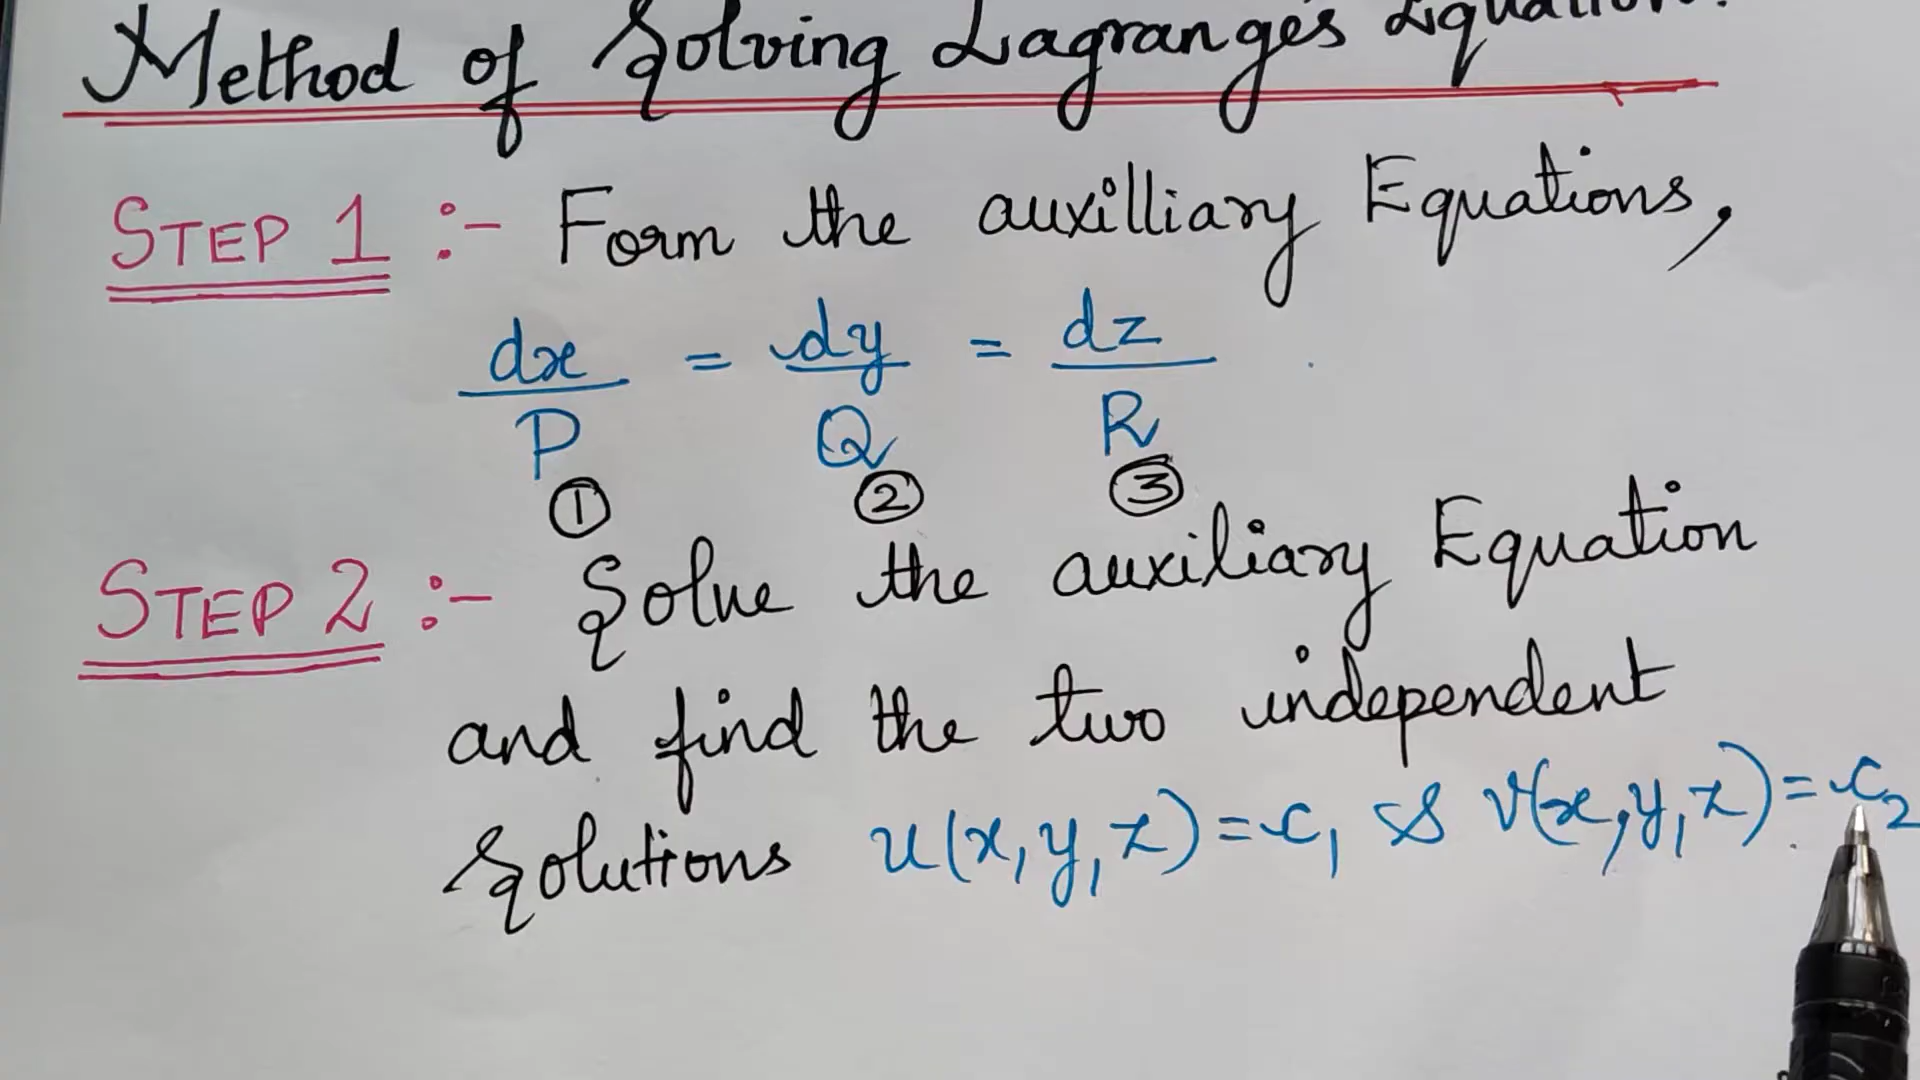 Method of Solving Lagrange's Equation.
STEP 1 :- Form the auxilliary Equations,
dx/P = dy/Q = dz/R
① ② ③
STEP 2 :- Solve the auxiliary Equation
and find the two independent
Solutions u(x,y,z)=c₁ & v(x,y,z)=c₂